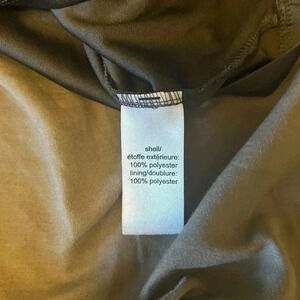 shell/
étoffe extérieure:
100% polyester
lining/doublure:
100% polyester